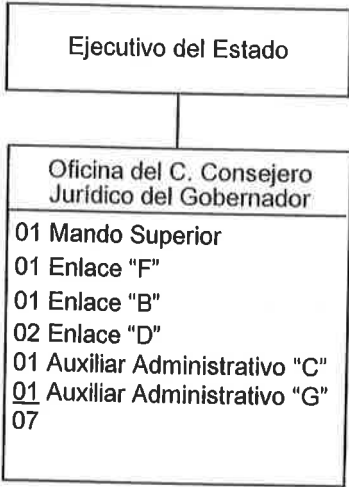 Ejecutivo del Estado
Oficina del C. Consejero
Jurídico del Gobernador
01 Mando Superior
01 Enlace "F"
01 Enlace "B"
02 Enlace "D"
01 Auxiliar Administrativo "C"
01 Auxiliar Administrativo "G"
07